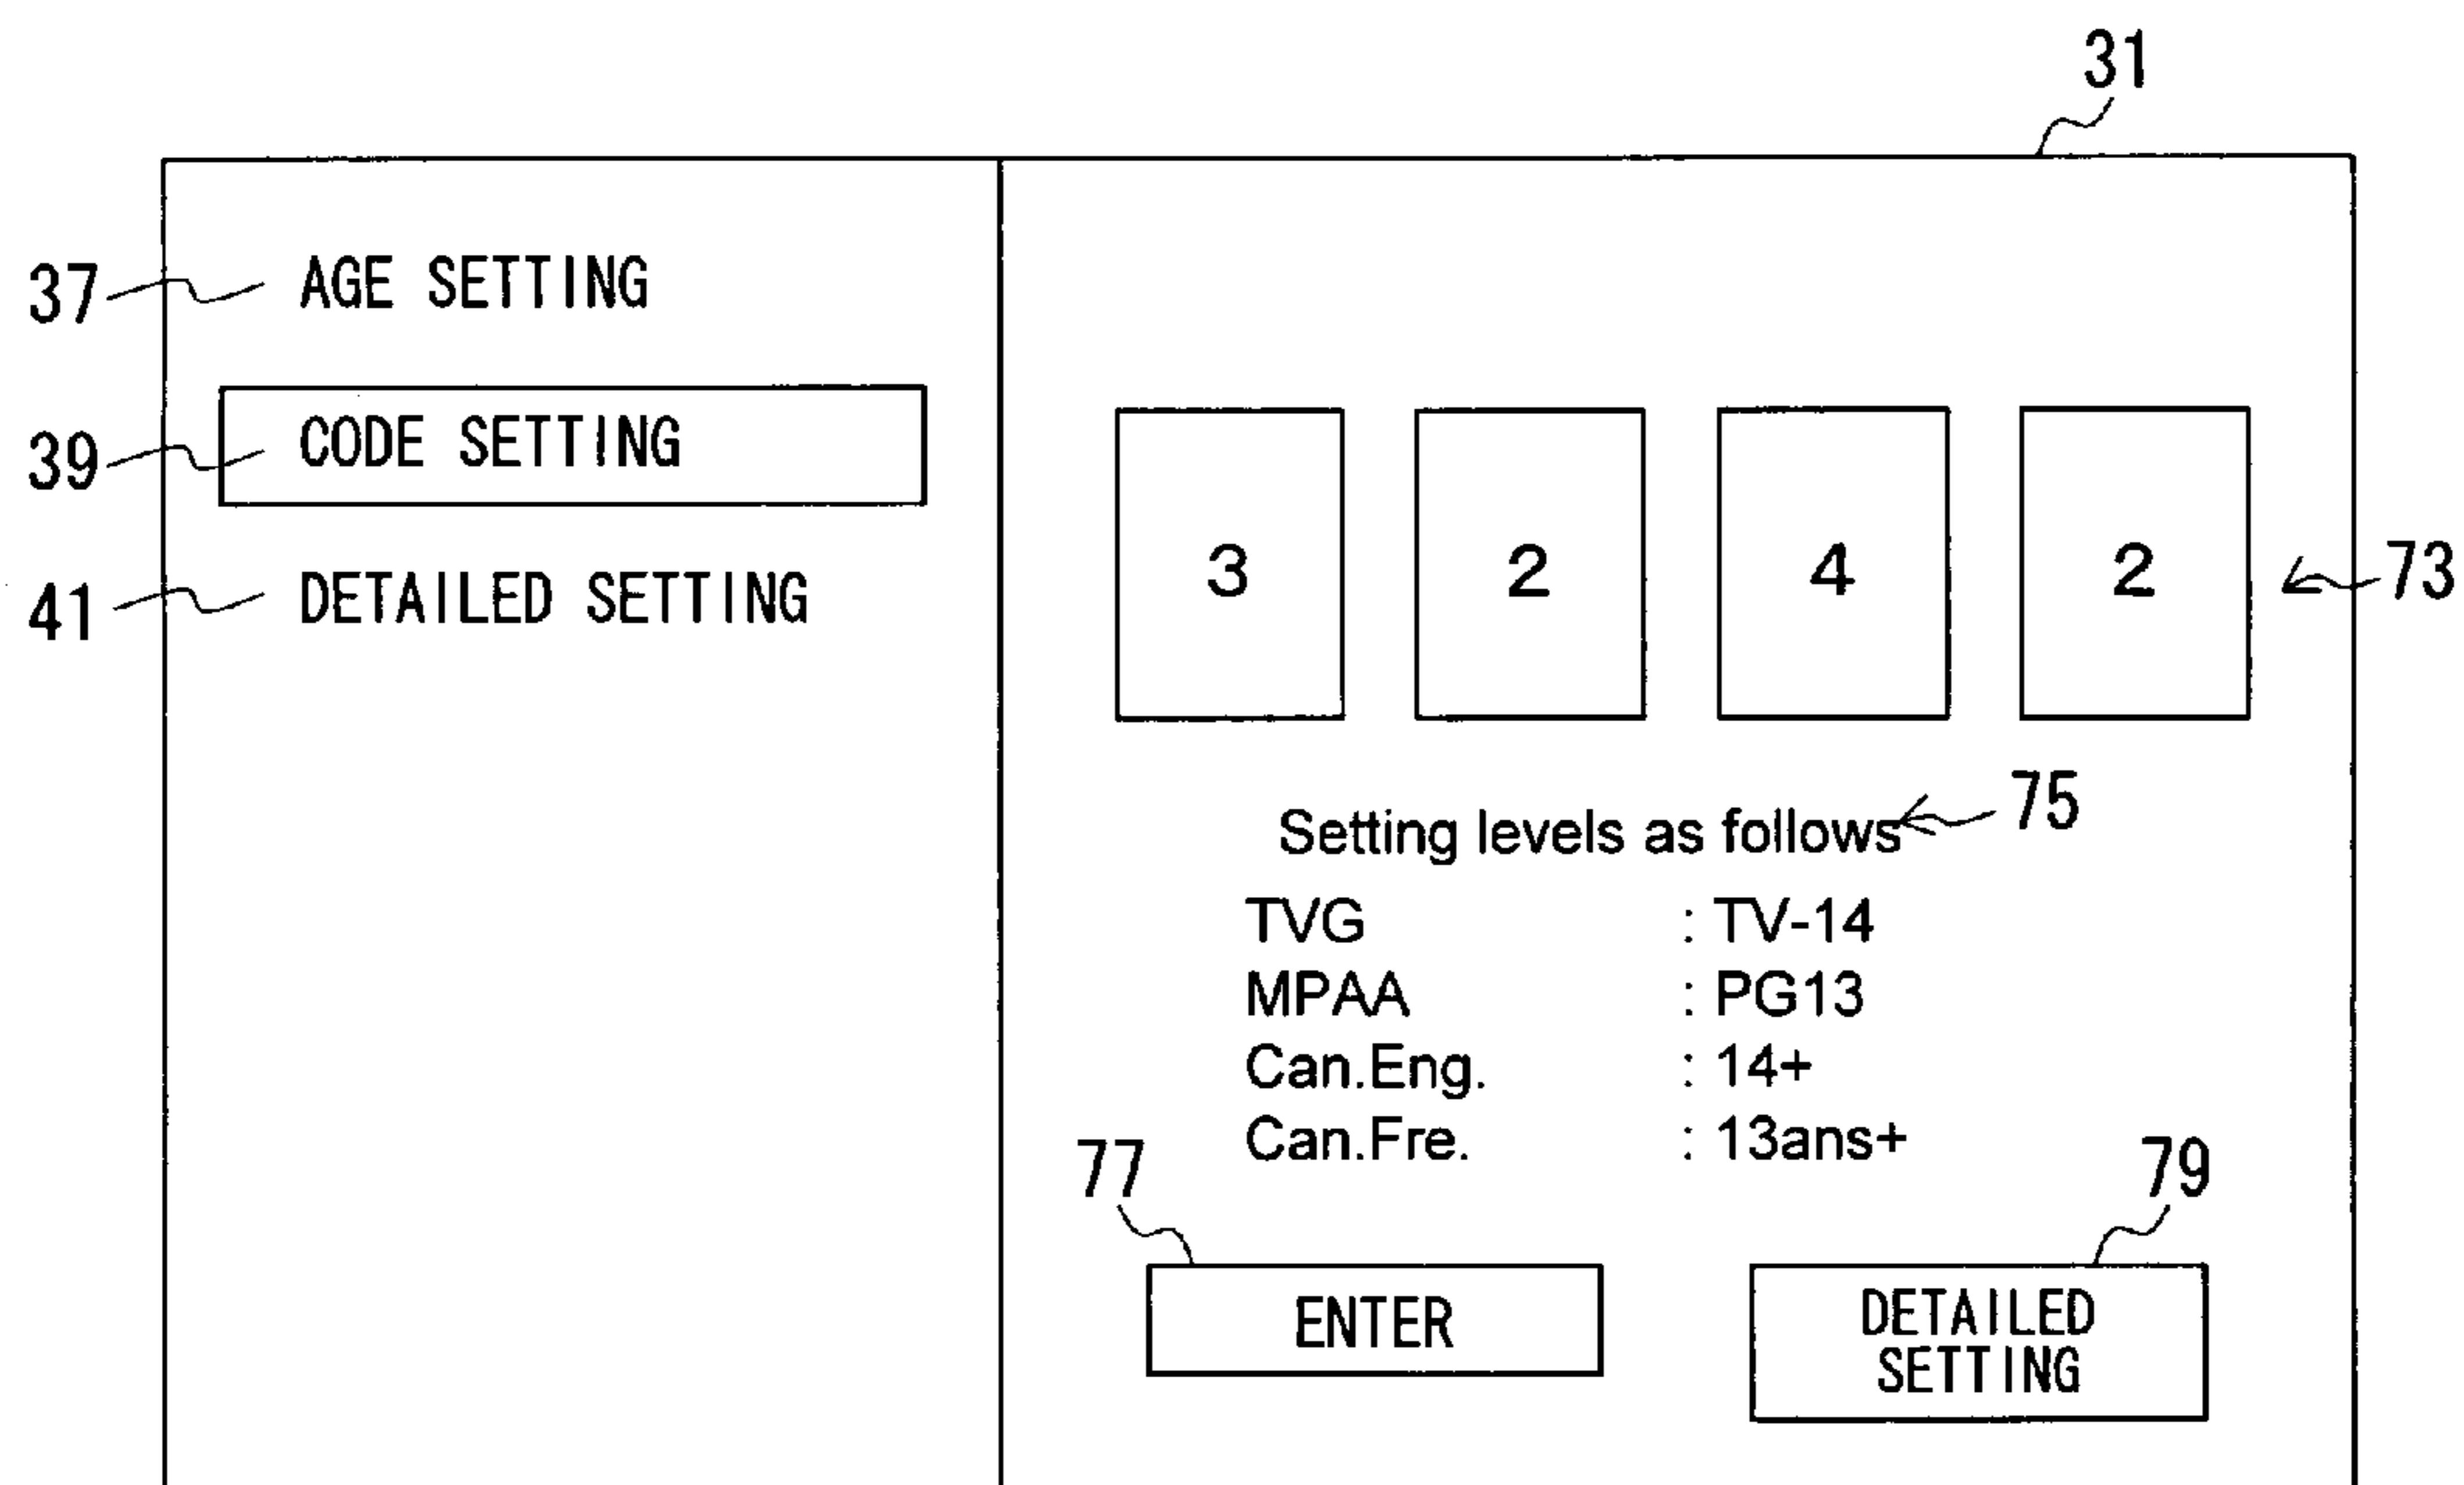 31
37 AGE SETTING
39 CODE SETTING
41 DETAILED SETTING
3 2 4 2 73
Setting levels as follows 75
TVG : TV-14
MPAA : PG13
Can.Eng. : 14+
Can.Fre. : 13ans+
77 79
ENTER
DETAILED
SETTING